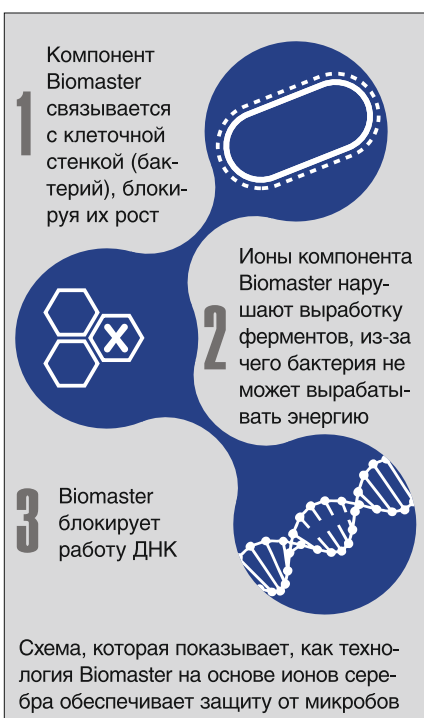 1
Компонент
Biomaster
связывается
с клеточной
стенкой (бак-
терий), блоки-
руя их рост
2
Ионы компонента
Biomaster нару-
шают выработку
ферментов, из-за
чего бактерия не
может вырабаты-
вать энергию
X
3
Biomaster
блокирует
работу ДНК
Схема, которая показывает, как техно-
логия Biomaster на основе ионов сере-
бра обеспечивает защиту от микробов